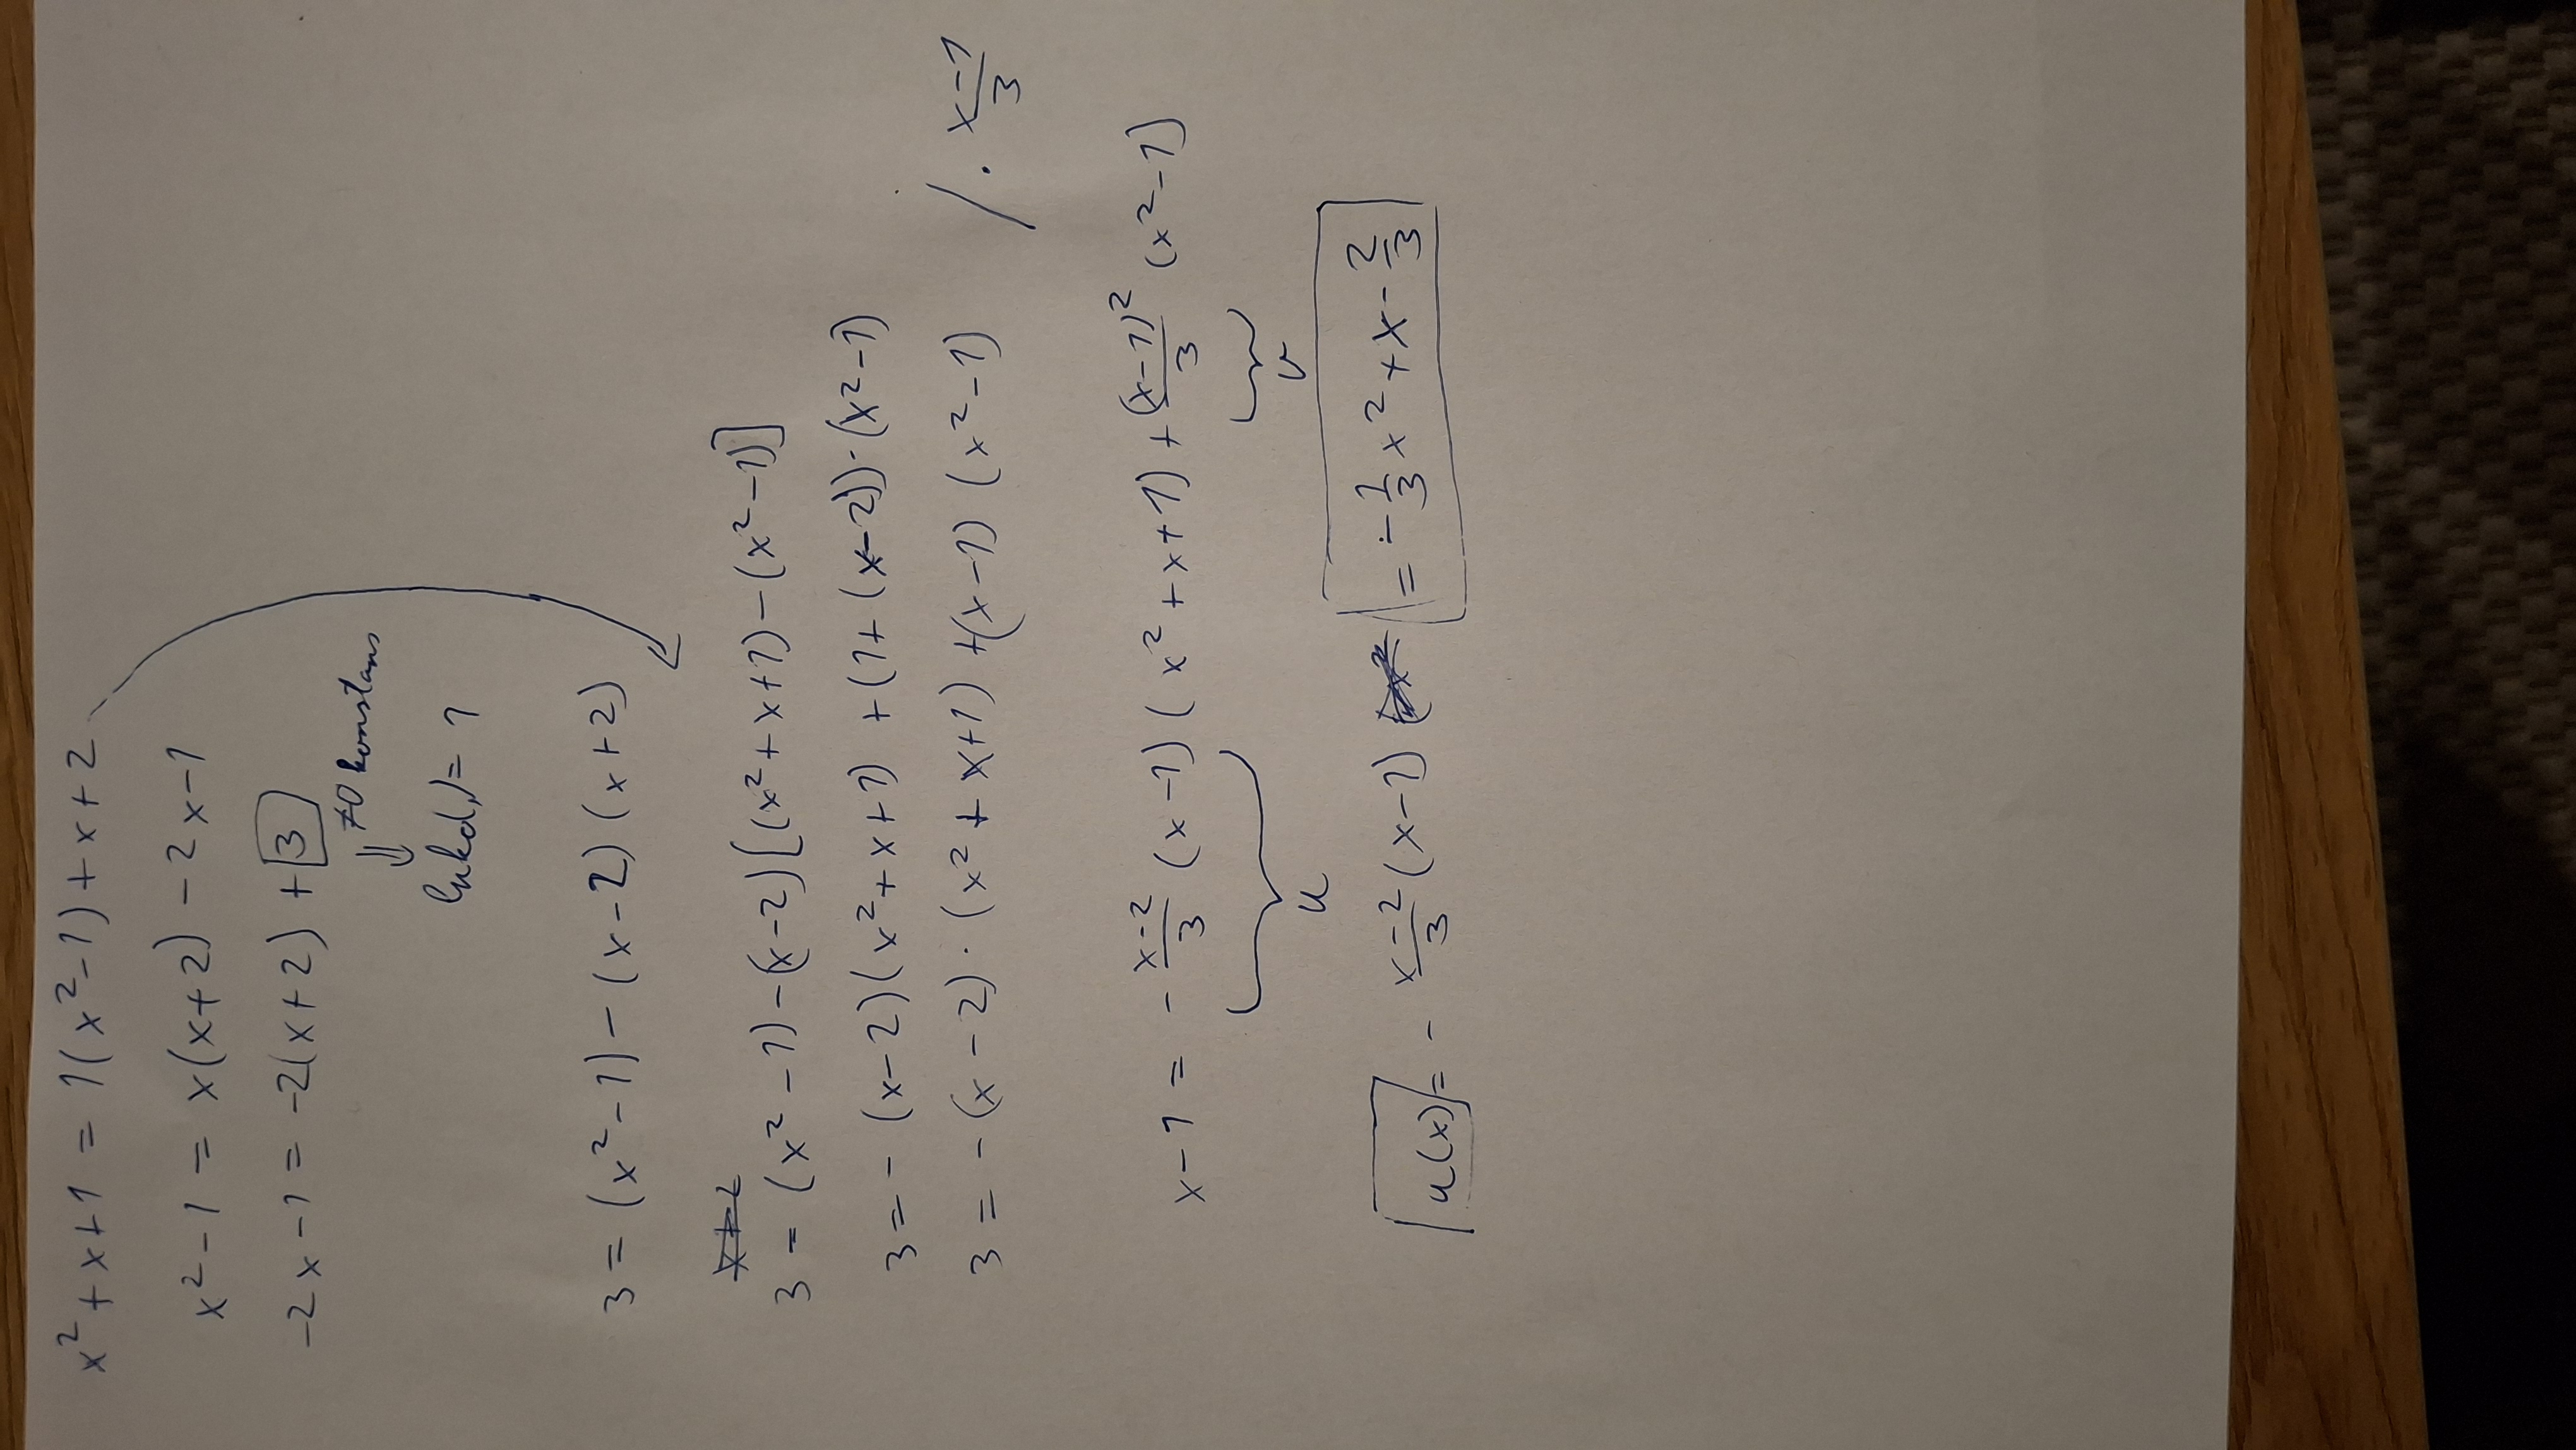 x² + x + 1 = 1(x² - 1) + x + 2
x² - 1 = x(x + 2) - 2x - 1
-2x - 1 = -2(x + 2) + 3
≠0 konstans
⇓
lnkd,) = 1
3 = (x² - 1) - (x - 2)(x + 2)
3 = (x² - 1) - (x - 2)[(x² + x + 1) - (x² - 1)]
3 = - (x - 2)(x² + x + 1) + (1 + (x - 2)) · (x² - 1)
3 = - (x - 2) · (x² + x + 1) + (x - 1)(x² - 1) / · (x - 1)/3
x - 1 = - (x - 2)/3 (x - 1)(x² + x + 1) + (x - 1)²/3 (x² - 1)
u v
u(x) = - (x - 2)/3 (x - 1) = - 1/3 x² + x - 2/3